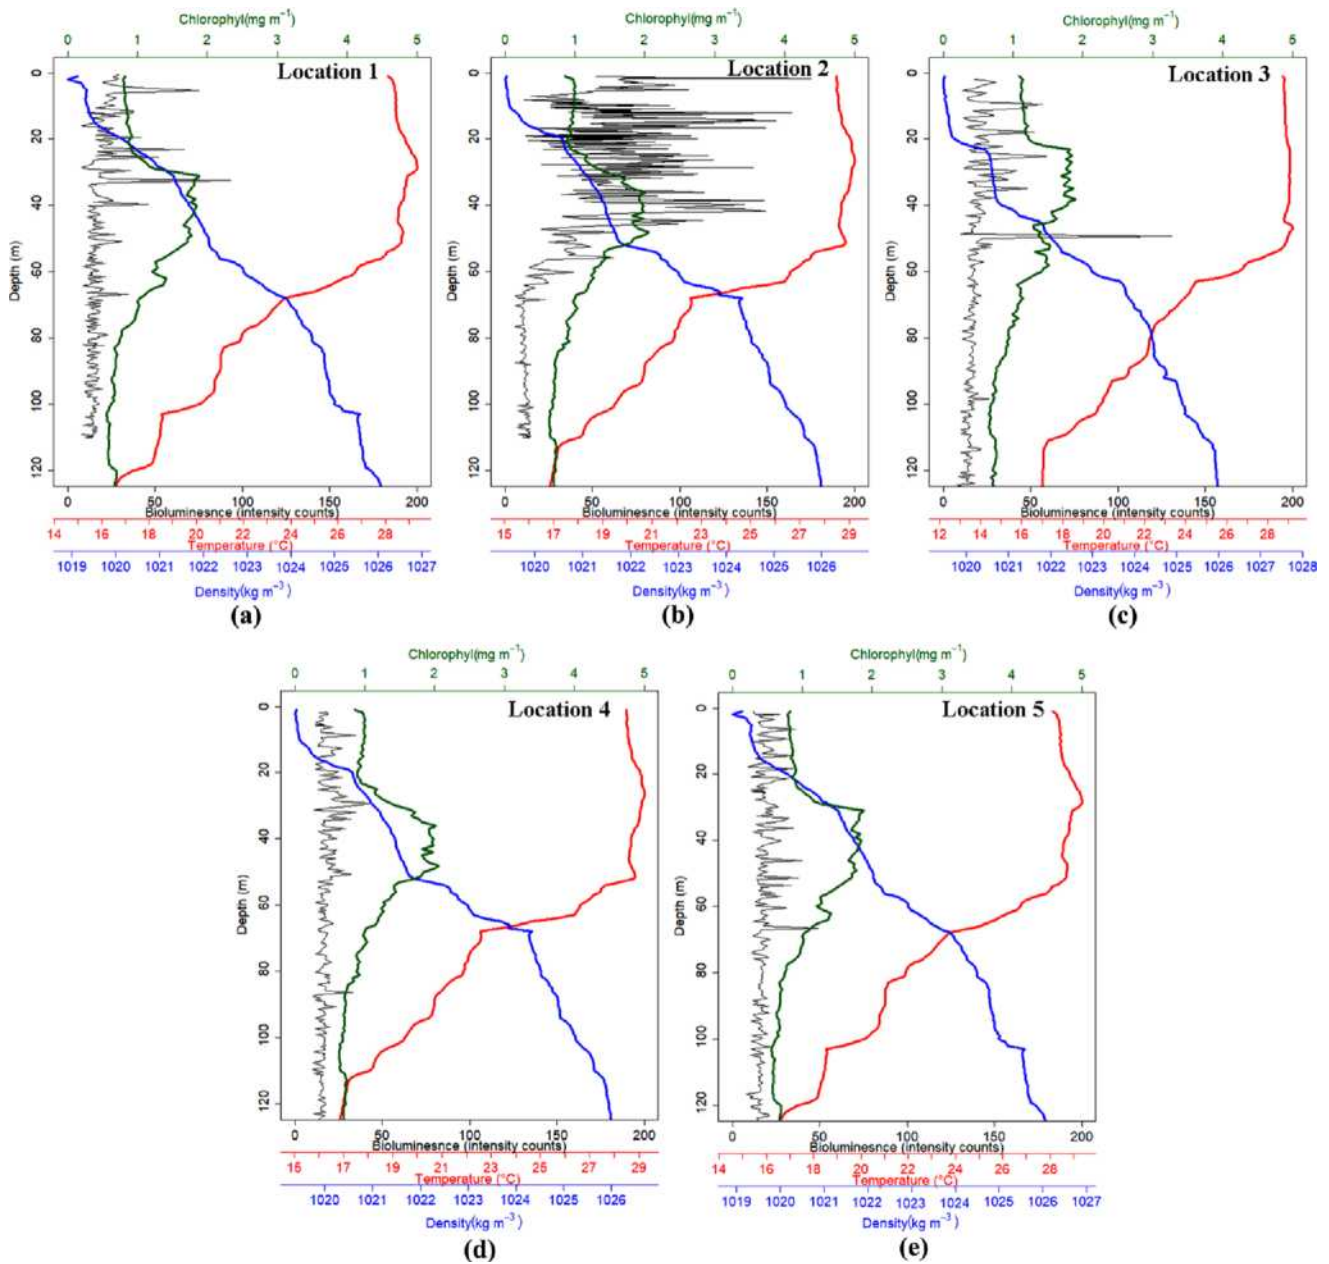 Chlorophyl(mg m⁻¹)
0 1 2 3 4 5
Location 1
Depth (m)
0 20 40 60 80 100 120
0 50 100 150 200
Bioluminesnce (intensity counts)
14 16 18 20 22 24 26 28
Temperature (°C)
1019 1020 1021 1022 1023 1024 1025 1026 1027
Density(kg m⁻³)
(a)
Chlorophyl(mg m⁻¹)
0 1 2 3 4 5
Location 2
Depth (m)
0 20 40 60 80 100 120
0 50 100 150 200
Bioluminesnce (intensity counts)
15 17 19 21 23 25 27 29
Temperature (°C)
1020 1021 1022 1023 1024 1025 1026
Density(kg m⁻³)
(b)
Chlorophyl(mg m⁻¹)
0 1 2 3 4 5
Location 3
Depth (m)
0 20 40 60 80 100 120
0 50 100 150 200
Bioluminesnce (intensity counts)
12 14 16 18 20 22 24 26 28
Temperature (°C)
1020 1021 1022 1023 1024 1025 1026 1027 1028
Density(kg m⁻³)
(c)
Chlorophyl(mg m⁻¹)
0 1 2 3 4 5
Location 4
Depth (m)
0 20 40 60 80 100 120
0 50 100 150 200
Bioluminesnce (intensity counts)
15 17 19 21 23 25 27 29
Temperature (°C)
1020 1021 1022 1023 1024 1025 1026
Density(kg m⁻³)
(d)
Chlorophyl(mg m⁻¹)
0 1 2 3 4 5
Location 5
Depth (m)
0 20 40 60 80 100 120
0 50 100 150 200
Bioluminesnce (intensity counts)
14 16 18 20 22 24 26 28
Temperature (°C)
1019 1020 1021 1022 1023 1024 1025 1026 1027
Density(kg m⁻³)
(e)